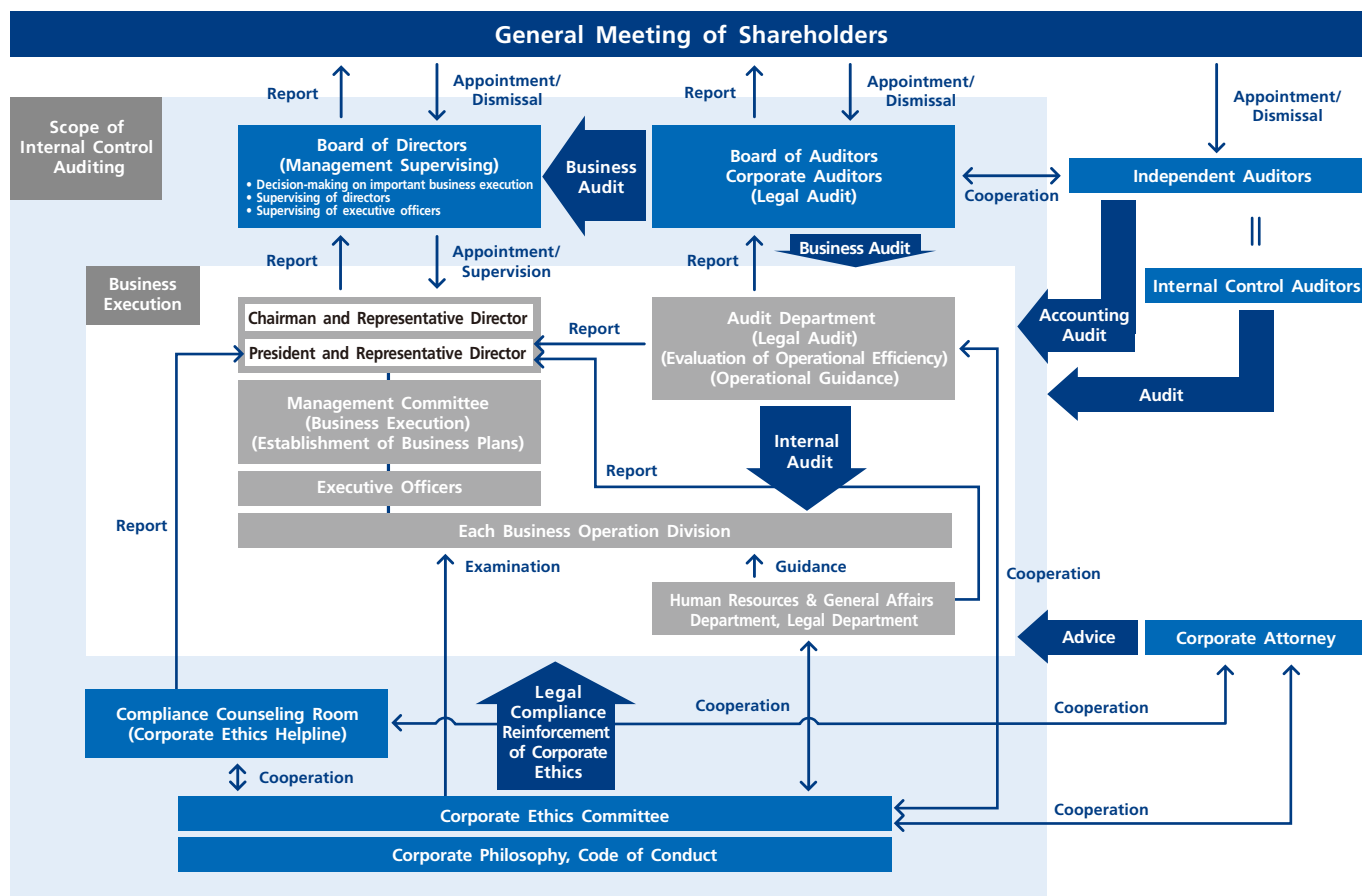 General Meeting of Shareholders
Report
Appointment/
Dismissal
Report
Appointment/
Dismissal
Appointment/
Dismissal
Scope of
Internal Control
Auditing
Board of Directors
(Management Supervising)
• Decision-making on important business execution
• Supervising of directors
• Supervising of executive officers
Business
Audit
Board of Auditors
Corporate Auditors
(Legal Audit)
Cooperation
Independent Auditors
Report
Appointment/
Supervision
Report
Business Audit
Business
Execution
Internal Control Auditors
Chairman and Representative Director
President and Representative Director
Report
Audit Department
(Legal Audit)
(Evaluation of Operational Efficiency)
(Operational Guidance)
Accounting
Audit
Audit
Management Committee
(Business Execution)
(Establishment of Business Plans)
Internal
Audit
Report
Executive Officers
Report
Each Business Operation Division
Examination
Guidance
Cooperation
Human Resources & General Affairs
Department, Legal Department
Advice
Corporate Attorney
Compliance Counseling Room
(Corporate Ethics Helpline)
Legal
Compliance
Reinforcement
of Corporate
Ethics
Cooperation
Cooperation
Cooperation
Corporate Ethics Committee
Cooperation
Corporate Philosophy, Code of Conduct